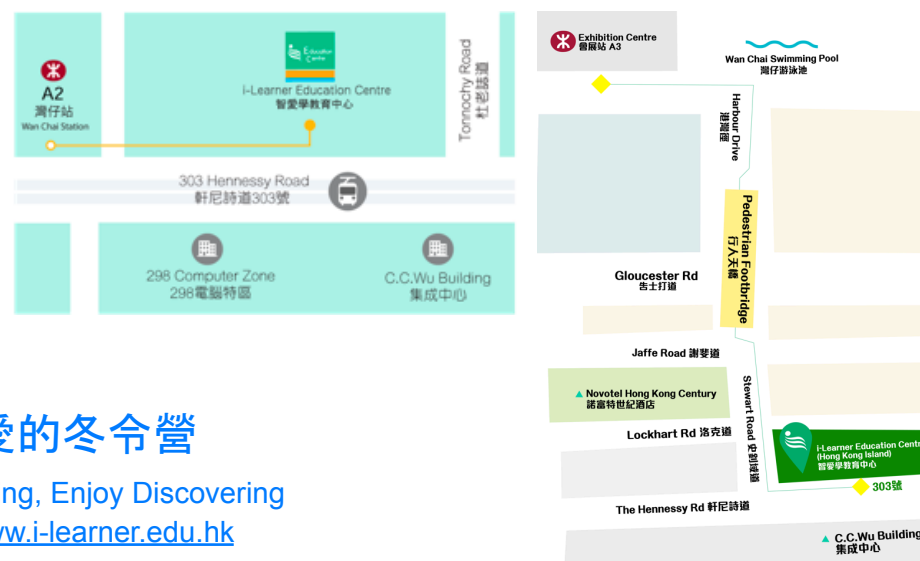 A2
灣仔站
Wan Chai Station
Education
Centre
i-Learner Education Centre
智愛學教育中心
Tonnochy Road
杜老誌道
303 Hennessy Road
軒尼詩道303號
298 Computer Zone
298電腦特區
C.C.Wu Building
集成中心
愛的冬令營
ng, Enjoy Discovering
ww.i-learner.edu.hk
Exhibition Centre
會展站 A3
Wan Chai Swimming Pool
灣仔游泳池
Harbour Drive
港灣徑
Pedestrian Footbridge
行人天橋
Gloucester Rd
告士打道
Jaffe Road 謝斐道
Novotel Hong Kong Century
諾富特世紀酒店
Stewart Road 史釗域道
Lockhart Rd 洛克道
i-Learner Education Centr
(Hong Kong Island)
智愛學教育中心
303號
The Hennessy Rd 軒尼詩道
C.C.Wu Building
集成中心